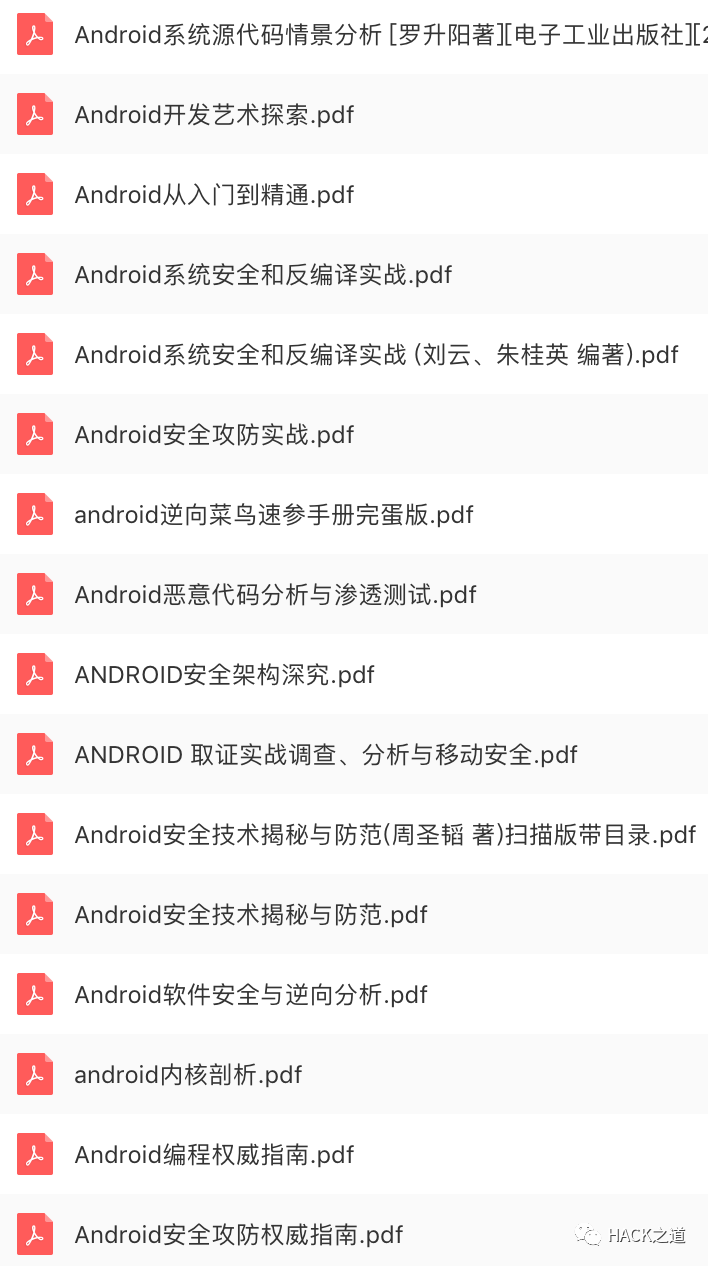 Android系统源代码情景分析 [罗升阳著][电子工业出版社][2
Android开发艺术探索.pdf
Android从入门到精通.pdf
Android系统安全和反编译实战.pdf
Android系统安全和反编译实战 (刘云、朱桂英 编著).pdf
Android安全攻防实战.pdf
android逆向菜鸟速参手册完蛋版.pdf
Android恶意代码分析与渗透测试.pdf
ANDROID安全架构深究.pdf
ANDROID 取证实战调查、分析与移动安全.pdf
Android安全技术揭秘与防范(周圣韬 著)扫描版带目录.pdf
Android安全技术揭秘与防范.pdf
Android软件安全与逆向分析.pdf
android内核剖析.pdf
Android编程权威指南.pdf
Android安全攻防权威指南.pdf
HACK之道